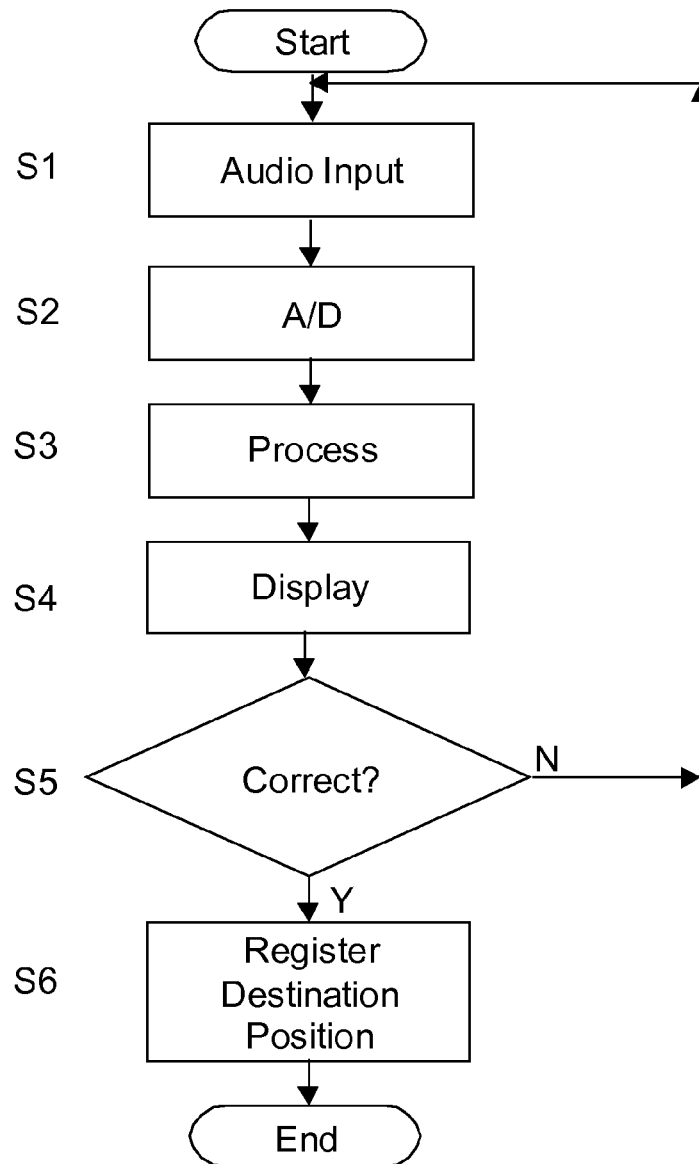 Start
S1
Audio Input
S2
A/D
S3
Process
S4
Display
S5
Correct?
N
Y
S6
Register
Destination
Position
End